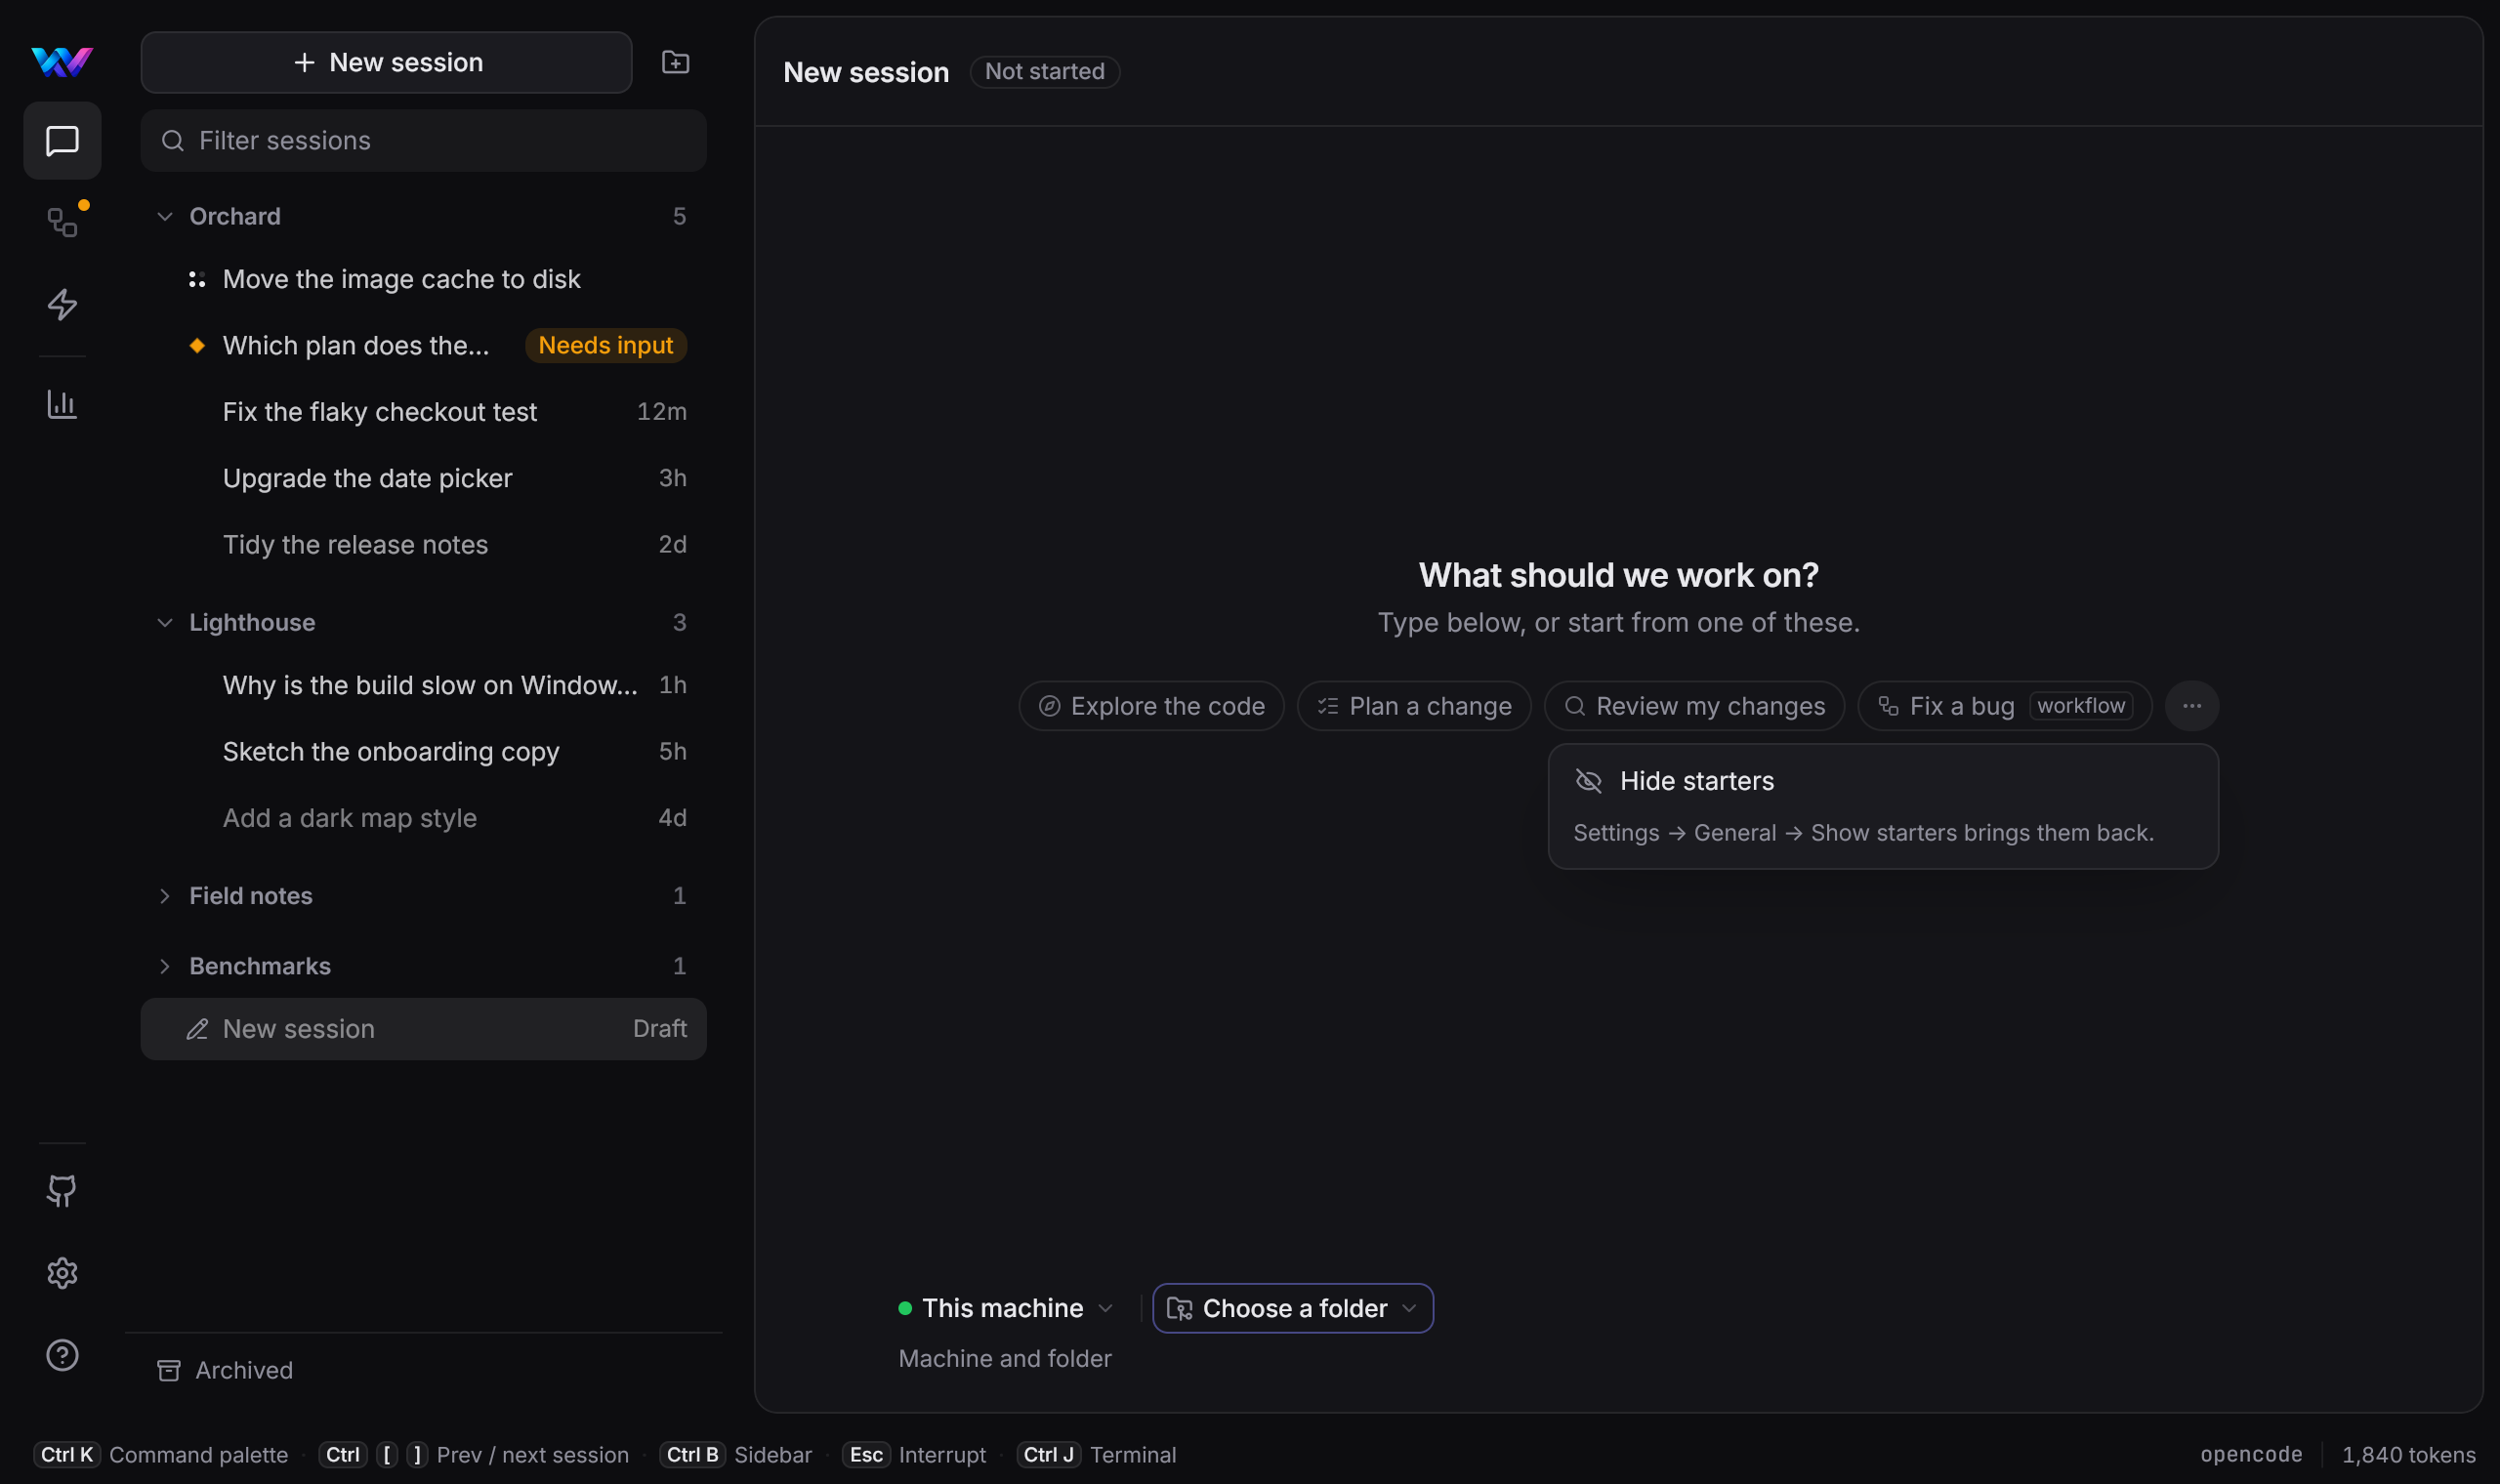 New session
Filter sessions
Orchard 5
Move the image cache to disk
Which plan does the... Needs input
Fix the flaky checkout test 12m
Upgrade the date picker 3h
Tidy the release notes 2d
Lighthouse 3
Why is the build slow on Window... 1h
Sketch the onboarding copy 5h
Add a dark map style 4d
Field notes 1
Benchmarks 1
New session Draft
Archived
New session Not started
What should we work on?
Type below, or start from one of these.
Explore the code Plan a change Review my changes Fix a bug workflow
Hide starters
Settings → General → Show starters brings them back.
This machine Choose a folder
Machine and folder
Ctrl K Command palette · Ctrl [ ] Prev / next session · Ctrl B Sidebar · Esc Interrupt · Ctrl J Terminal
opencode 1,840 tokens